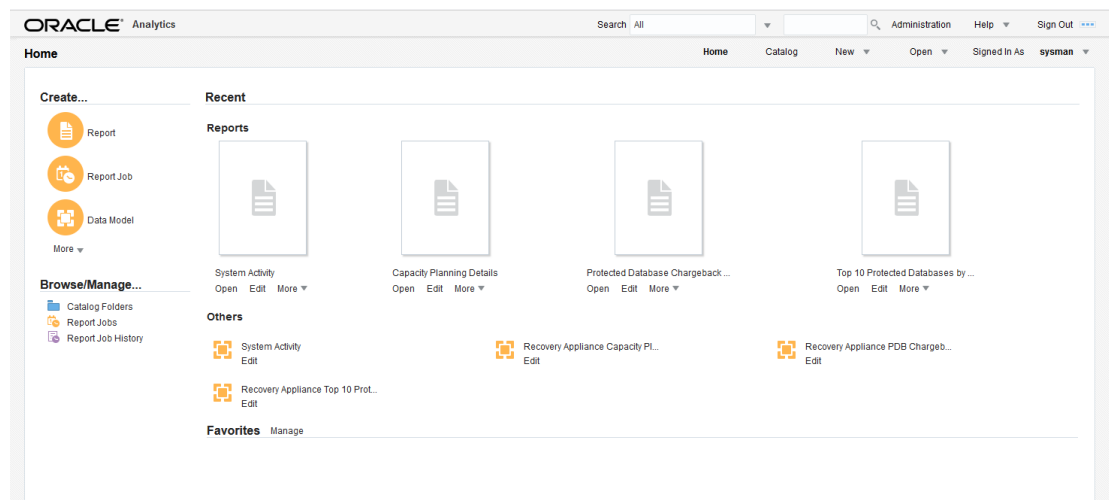 ORACLE Analytics Search All Administration Help Sign Out
Home Home Catalog New Open Signed In As sysman
Create...
Report
Report Job
Data Model
More
Browse/Manage...
Catalog Folders
Report Jobs
Report Job History
Recent
Reports
System Activity Capacity Planning Details Protected Database Chargeback ... Top 10 Protected Databases by ...
Open Edit More Open Edit More Open Edit More Open Edit More
Others
System Activity Recovery Appliance Capacity Pl... Recovery Appliance PDB Chargeb...
Edit Edit Edit
Recovery Appliance Top 10 Prot...
Edit
Favorites Manage